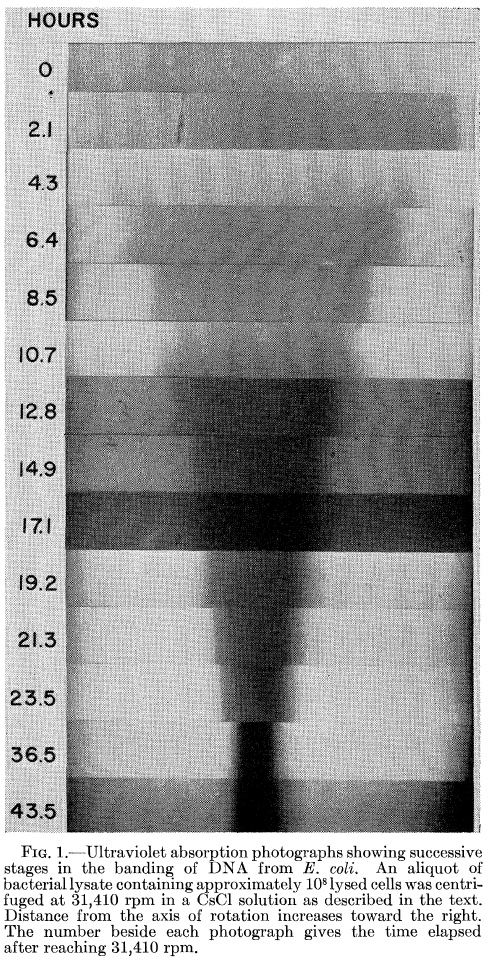 HOURS
0
2.1
4.3
6.4
8.5
10.7
12.8
14.9
17.1
19.2
21.3
23.5
36.5
43.5
FIG. 1.—Ultraviolet absorption photographs showing successive
stages in the banding of DNA from E. coli. An aliquot of
bacterial lysate containing approximately 10⁸ lysed cells was centri-
fuged at 31,410 rpm in a CsCl solution as described in the text.
Distance from the axis of rotation increases toward the right.
The number beside each photograph gives the time elapsed
after reaching 31,410 rpm.